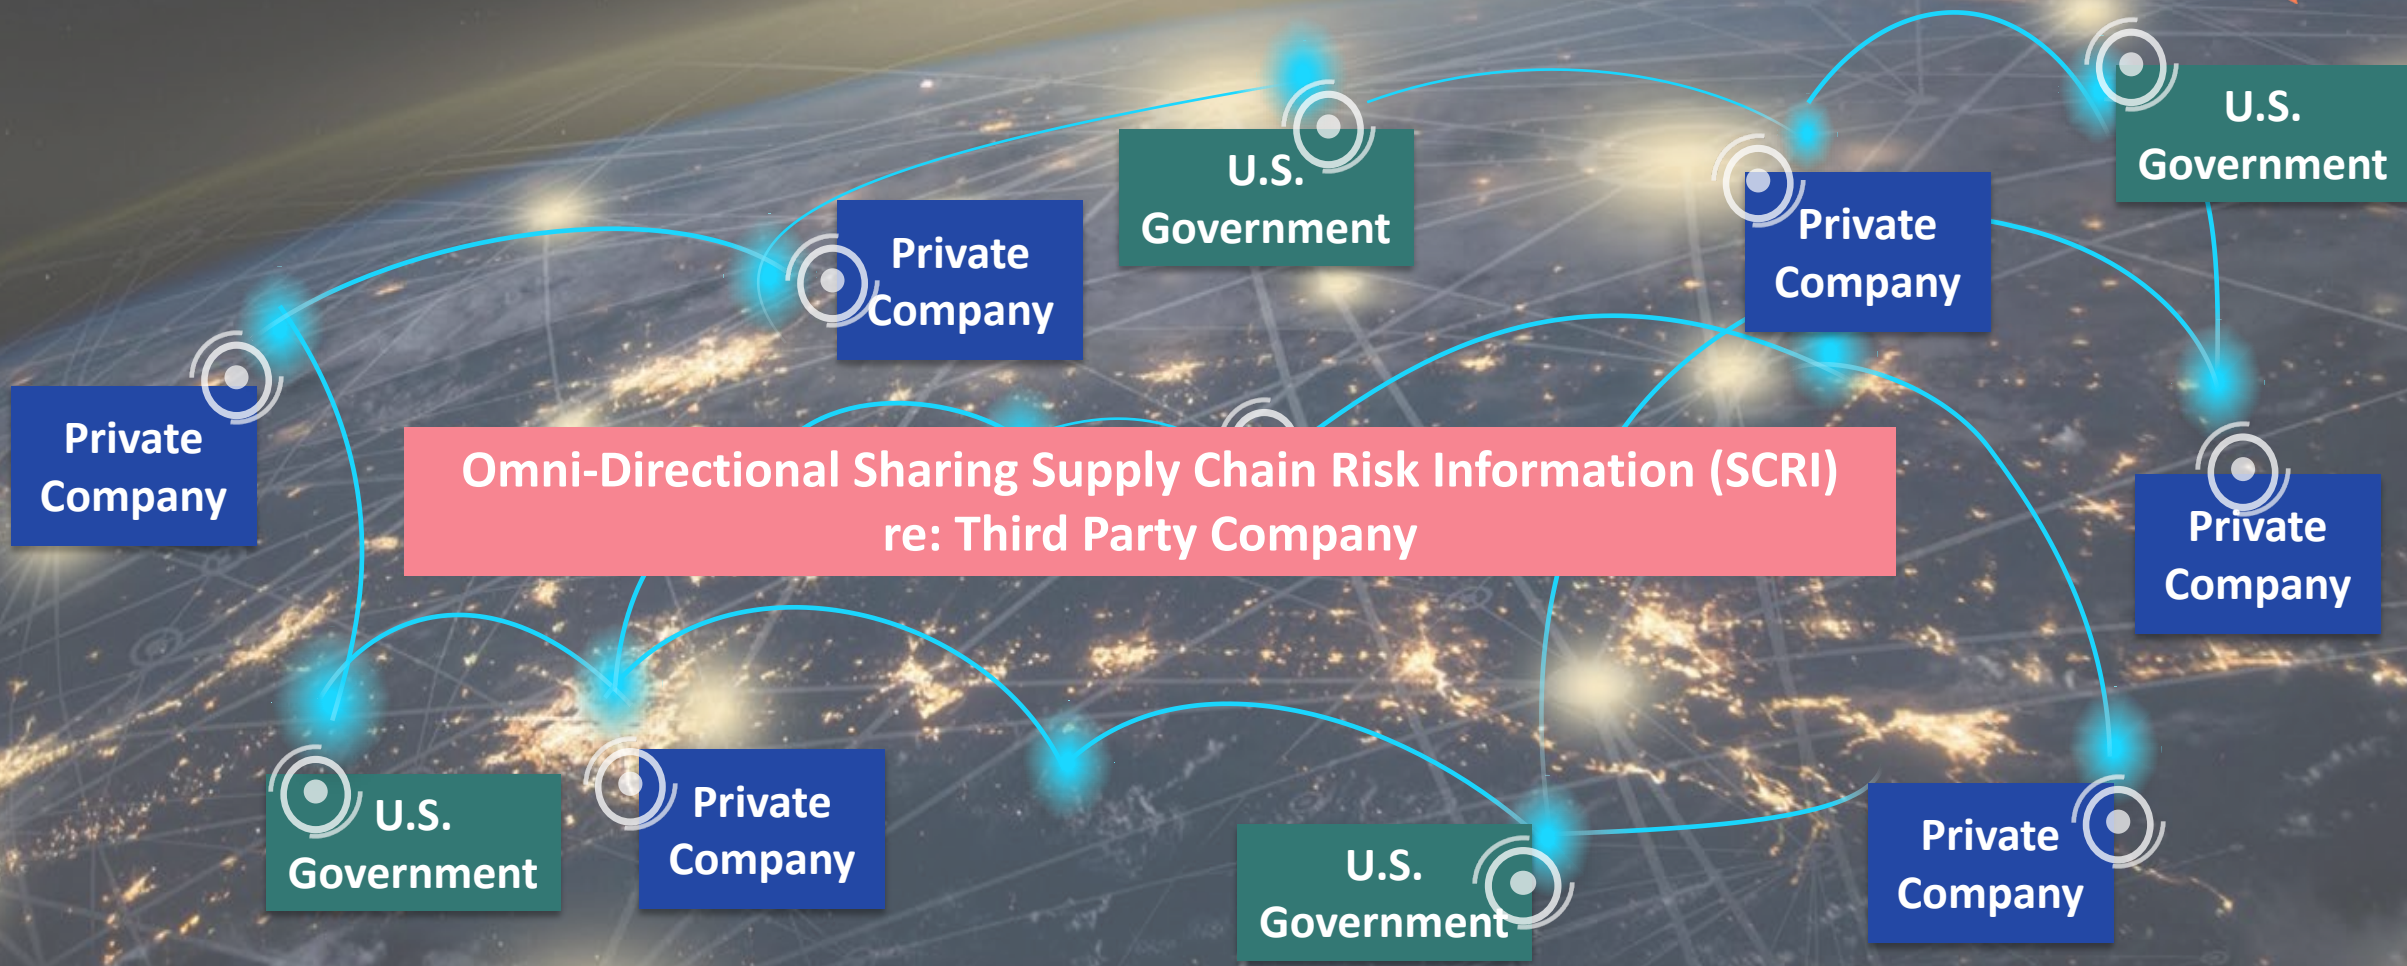 U.S.
Government
U.S.
Government
Private
Company
Private
Company
Private
Company
Omni-Directional Sharing Supply Chain Risk Information (SCRI)
re: Third Party Company
Private
Company
U.S.
Government
Private
Company
U.S.
Government
Private
Company